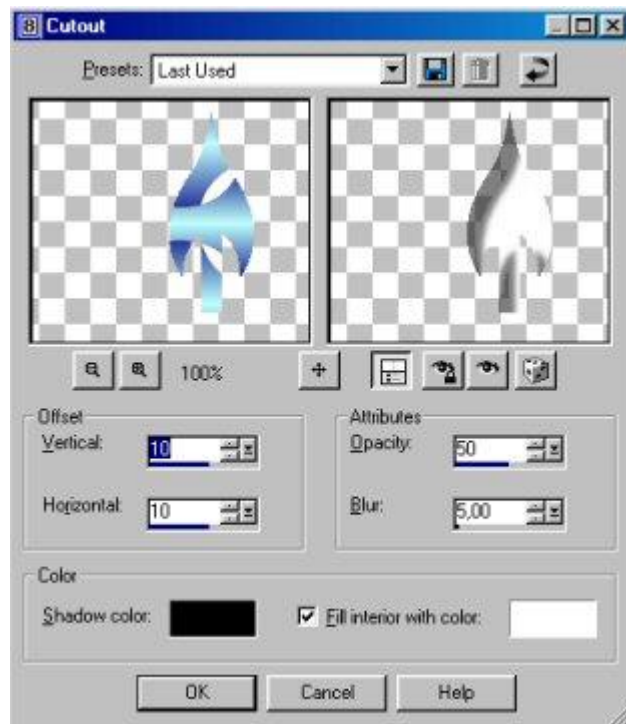 8 Cutout
Presets: Last Used
100%
Offset
Vertical: 10
Horizontal: 10
Attributes
Opacity: 50
Blur: 5,00
Color
Shadow color:
Fill interior with color:
OK Cancel Help